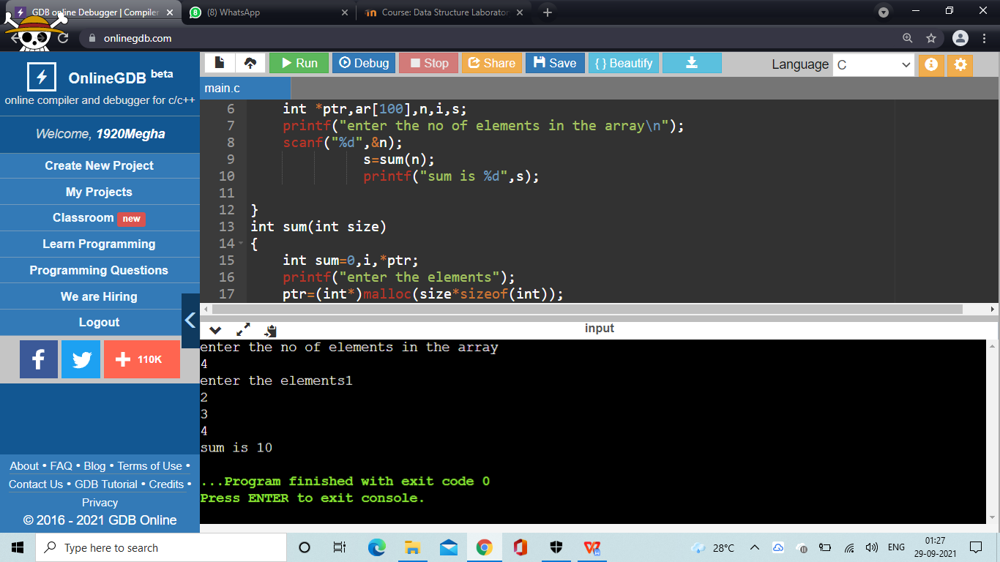 GDB online Debugger | Compiler
(8) WhatsApp
Course: Data Structure Laborator
onlinegdb.com
OnlineGDB beta
online compiler and debugger for c/c++
Welcome, 1920Megha
Create New Project
My Projects
Classroom new
Learn Programming
Programming Questions
We are Hiring
Logout
110K
About • FAQ • Blog • Terms of Use •
Contact Us • GDB Tutorial • Credits •
Privacy
© 2016 - 2021 GDB Online
Run Debug Stop Share Save { } Beautify
Language C
main.c
6 int *ptr,ar[100],n,i,s;
7 printf("enter the no of elements in the array\n");
8 scanf("%d",&n);
9 s=sum(n);
10 printf("sum is %d",s);
11
12 }
13 int sum(int size)
14 {
15 int sum=0,i,*ptr;
16 printf("enter the elements");
17 ptr=(int*)malloc(size*sizeof(int));
input
enter the no of elements in the array
4
enter the elements1
2
3
4
sum is 10
...Program finished with exit code 0
Press ENTER to exit console.
Type here to search
28°C
ENG
01:27
29-09-2021